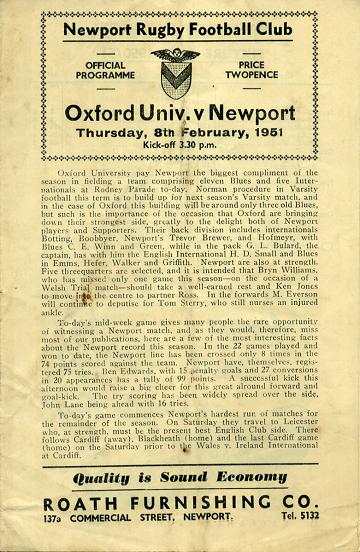 Newport Rugby Football Club
OFFICIAL PROGRAMME
PRICE TWOPENCE
Oxford Univ. v Newport
Thursday, 8th February, 1951
Kick-off 3.30 p.m.
Oxford University pay Newport the biggest compliment of the
season in fielding a team comprising eleven Blues and five Inter-
nationals at Rodney Parade to-day. Norman procedure in Varsity
football this term is to build up for next season's Varsity match, and
in the case of Oxford this building will be around only three old Blues,
but such is the importance of the occasion that Oxford are bringing
down their strongest side, greatly to the delight both of Newport
players and Supporters. Their back division includes internationals
Botting, Boobbyer, Newport's Trevor Brewer, and Hofmeyr, with
Blues C. E. Winn and Green, while in the pack G. L. Bulard, the
captain, has with him the English International H. D. Small and Blues
in Emms, Hefer, Walker and Griffith. Newport are also at strength.
Five threequarters are selected, and it is intended that Bryn Williams,
who has missed only one game this season—on the occasion of a
Welsh Trial match—should take a well-earned rest and Ken Jones
to move into the centre to partner Ross. In the forwards M. Everson
will continue to deputise for Tom Sterry, who still nurses an injured
ankle.
To-day's mid-week game gives many people the rare opportunity
of witnessing a Newport match, and as they would, therefore, miss
most of our publications, here are a few of the most interesting facts
about the Newport record this season. In the 22 games played and
won to date, the Newport line has been crossed only 8 times in the
74 points scored against the team. Newport have, themselves, regis-
tered 75 tries. Len Edwards, with 15 penalty goals and 27 conversions
in 20 appearances has a tally of 99 points. A successful kick this
afternoon would raise a big cheer for this great all-round forward and
goal-kick. The try scoring has been widely spread over the side,
John Lane being ahead with 16 tries.
To-day's game commences Newport's hardest run of matches for
the remainder of the season. On Saturday they travel to Leicester
who, at strength, must be the present best English Club side. There
follows Cardiff (away), Blackheath (home) and the last Cardiff game
(home) on the Saturday prior to the Wales v. Ireland International
at Cardiff.
Quality is Sound Economy
ROATH FURNISHING CO.
137a COMMERCIAL STREET, NEWPORT. Tel. 5132